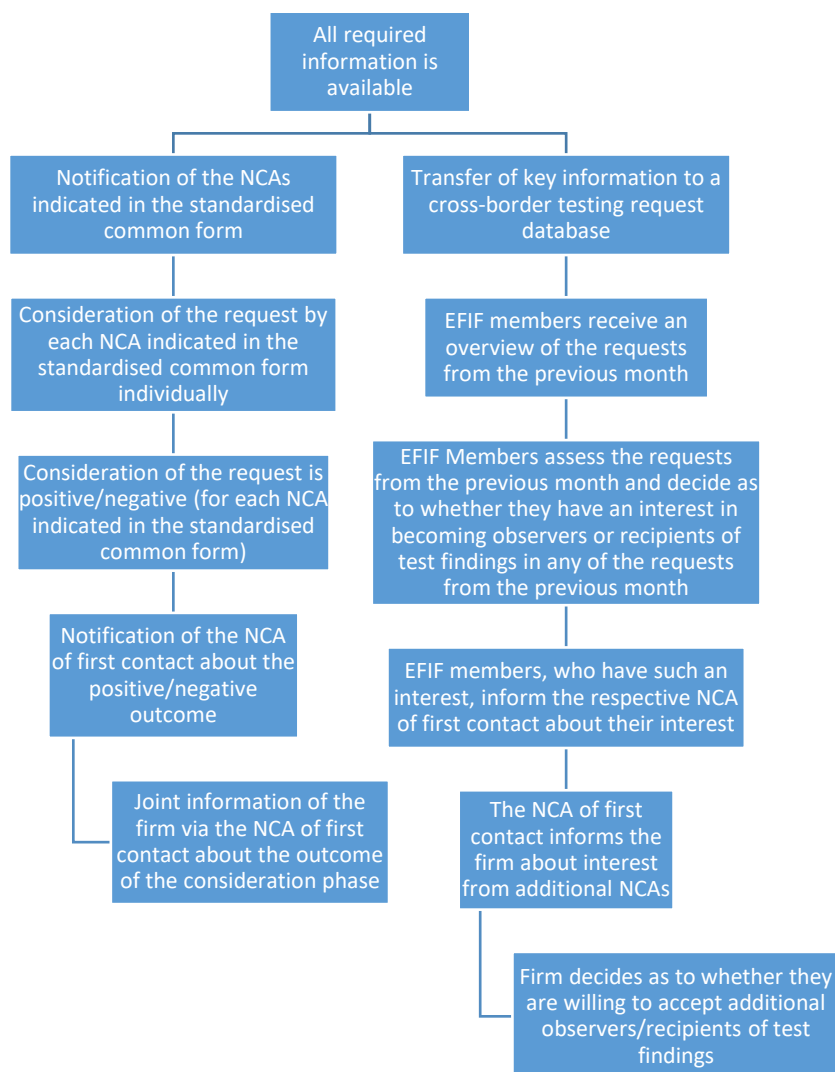 All required
information is
available
Notification of the NCAs
indicated in the standardised
common form
Consideration of the request by
each NCA indicated in the
standardised common form
individually
Consideration of the request is
positive/negative (for each NCA
indicated in the standardised
common form)
Notification of the NCA
of first contact about the
positive/negative
outcome
Joint information of the
firm via the NCA of first
contact about the outcome
of the consideration phase
Transfer of key information to a
cross-border testing request
database
EFIF members receive an
overview of the requests
from the previous month
EFIF Members assess the requests
from the previous month and decide as
to whether they have an interest in
becoming observers or recipients of
test findings in any of the requests
from the previous month
EFIF members, who have such an
interest, inform the respective NCA
of first contact about their interest
The NCA of first
contact informs the
firm about interest
from additional NCAs
Firm decides as to whether they
are willing to accept additional
observers/recipients of test
findings